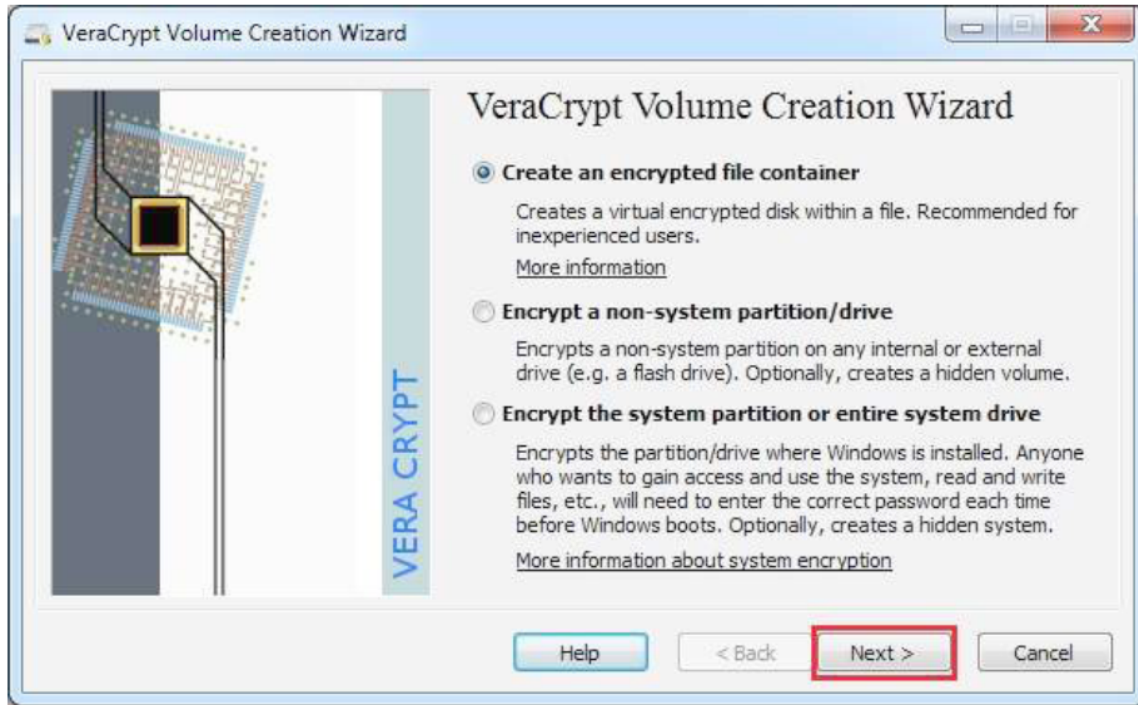 VeraCrypt Volume Creation Wizard
VERA CRYPT
VeraCrypt Volume Creation Wizard
Create an encrypted file container
Creates a virtual encrypted disk within a file. Recommended for
inexperienced users.
More information
Encrypt a non-system partition/drive
Encrypts a non-system partition on any internal or external
drive (e.g. a flash drive). Optionally, creates a hidden volume.
Encrypt the system partition or entire system drive
Encrypts the partition/drive where Windows is installed. Anyone
who wants to gain access and use the system, read and write
files, etc., will need to enter the correct password each time
before Windows boots. Optionally, creates a hidden system.
More information about system encryption
Help < Back Next > Cancel